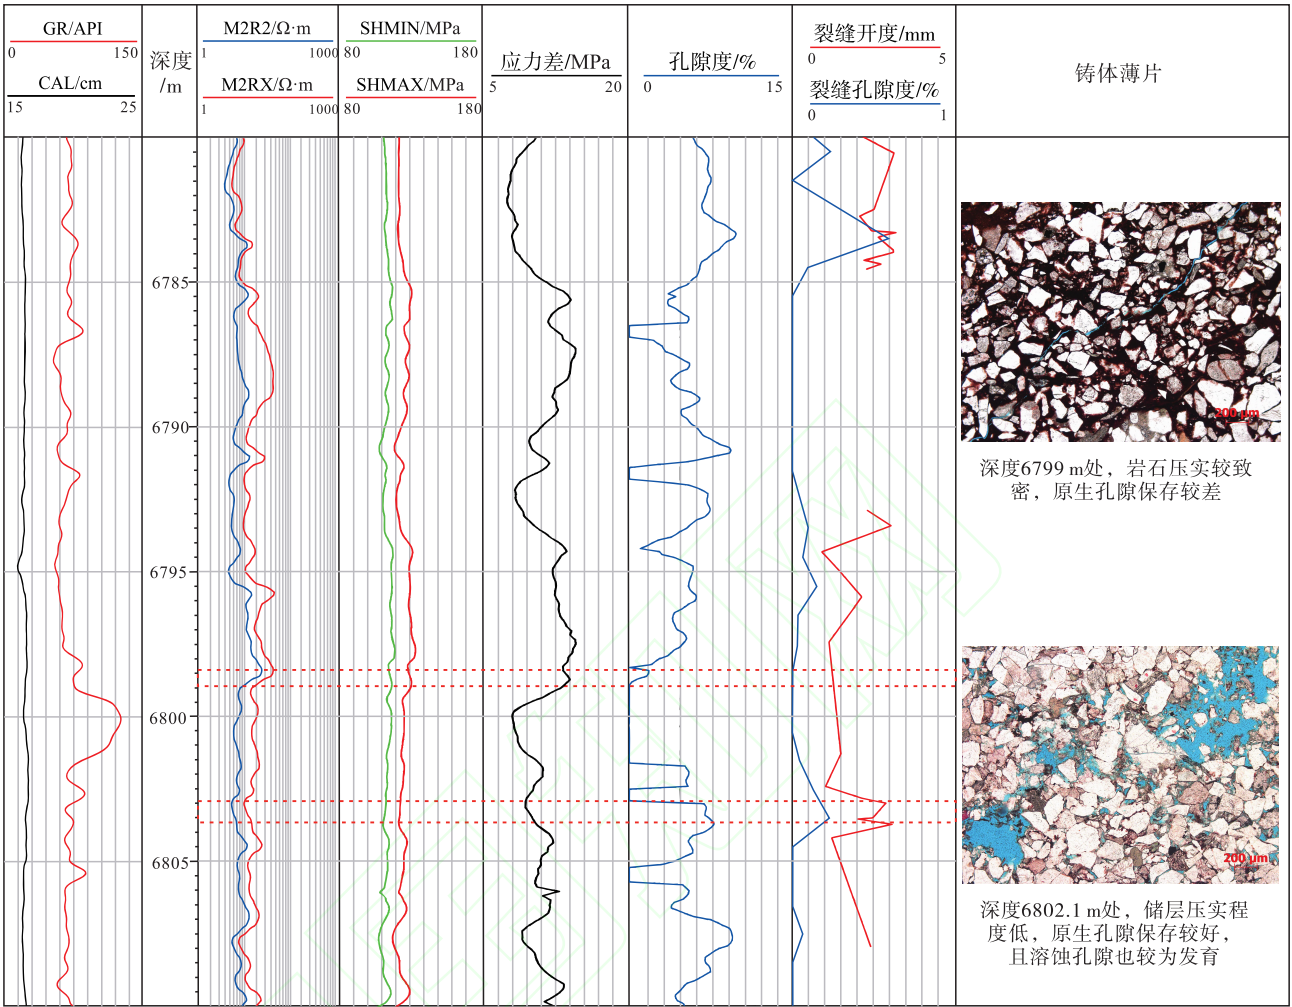 GR/API
0 150
CAL/cm
15 25
深度
/m
M2R2/Ω·m
1 1000
M2RX/Ω·m
1 1000
SHMIN/MPa
80 180
SHMAX/MPa
80 180
应力差/MPa
5 20
孔隙度/%
0 15
裂缝开度/mm
0 5
裂缝孔隙度/%
0 1
铸体薄片
6785
6790
6795
6800
6805
200 μm
深度6799 m处，岩石压实较致
密，原生孔隙保存较差
200 μm
深度6802.1 m处，储层压实程
度低，原生孔隙保存较好，
且溶蚀孔隙也较为发育